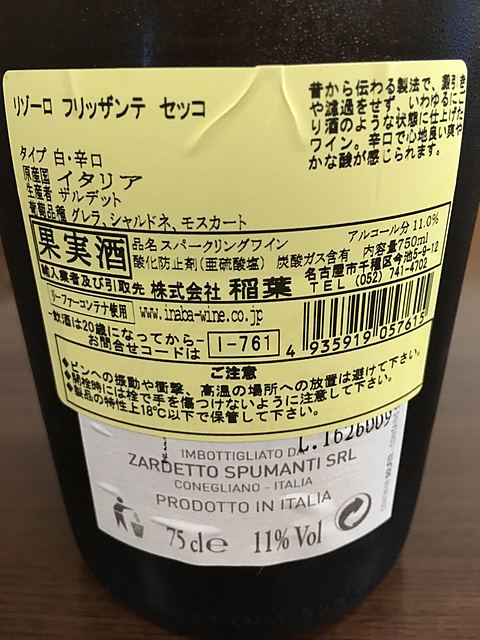 リゾーロ フリッザンテ セッコ
昔から伝わる製法で、澱引き
や濾過をせず、いわゆるにご
り酒のような状態に仕上げた
ワイン。辛口で心地良い爽や
かな酸が感じられます。
タイプ 白・辛口
原産国 イタリア
生産者 ザルデット
葡萄品種 グレラ、シャルドネ、モスカート
アルコール分 11.0%
果実酒
品名 スパークリングワイン
酸化防止剤(亜硫酸塩) 炭酸ガス含有 内容量750ml
輸入業者及び引取先 株式会社 稲葉
名古屋市千種区今池5-9-12
TEL (052) 741-4702
リーファーコンテナ使用
www.inaba-wine.co.jp
飲酒は20歳になってから
お問合せコードは I-761
4 935919 057615
ご注意
●ビンへの振動や衝撃、高温の場所への放置は避けて下さい。
●開栓時には栓で手を傷つけないように注意して下さい。
●製品の特性上18℃以下で保管して下さい。
L.1626009
IMBOTTIGLIATO DA
ZARDETTO SPUMANTI SRL
CONEGLIANO - ITALIA
PRODOTTO IN ITALIA
75 cl e 11% Vol